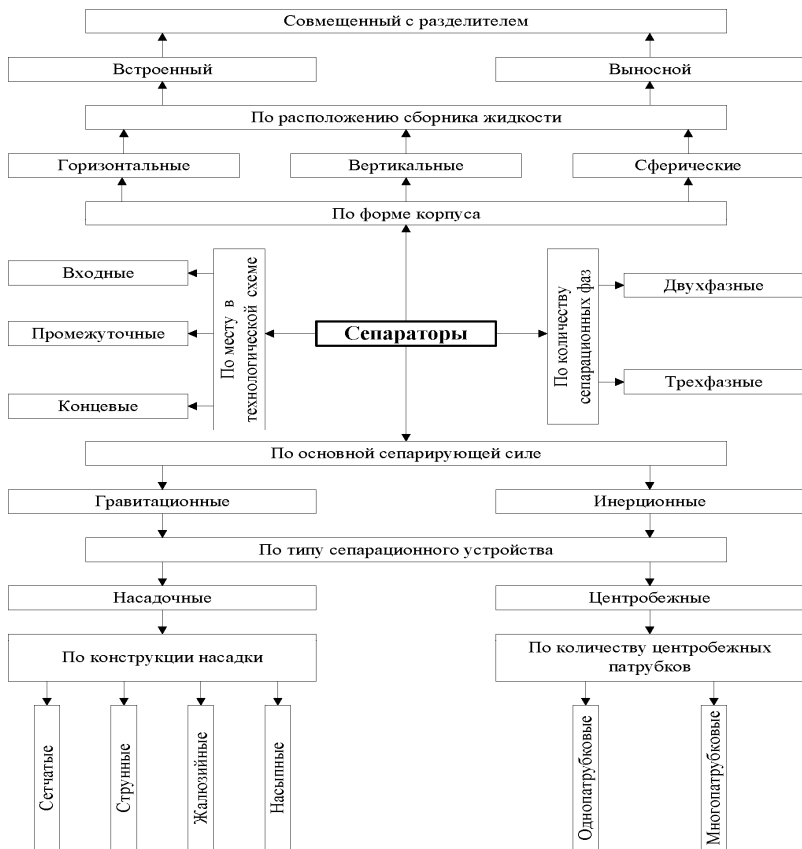 Совмещенный с разделителем
Встроенный
Выносной
По расположению сборника жидкости
Горизонтальные
Вертикальные
Сферические
По форме корпуса
Входные
Промежуточные
Концевые
По месту в
технологической схеме
Сепараторы
По количеству
сепарационных фаз
Двухфазные
Трехфазные
По основной сепарирующей силе
Гравитационные
Инерционные
По типу сепарационного устройства
Насадочные
Центробежные
По конструкции насадки
По количеству центробежных
патрубков
Сетчатые
Струнные
Жалюзийные
Насыпные
Однопатрубковые
Многопатрубковые